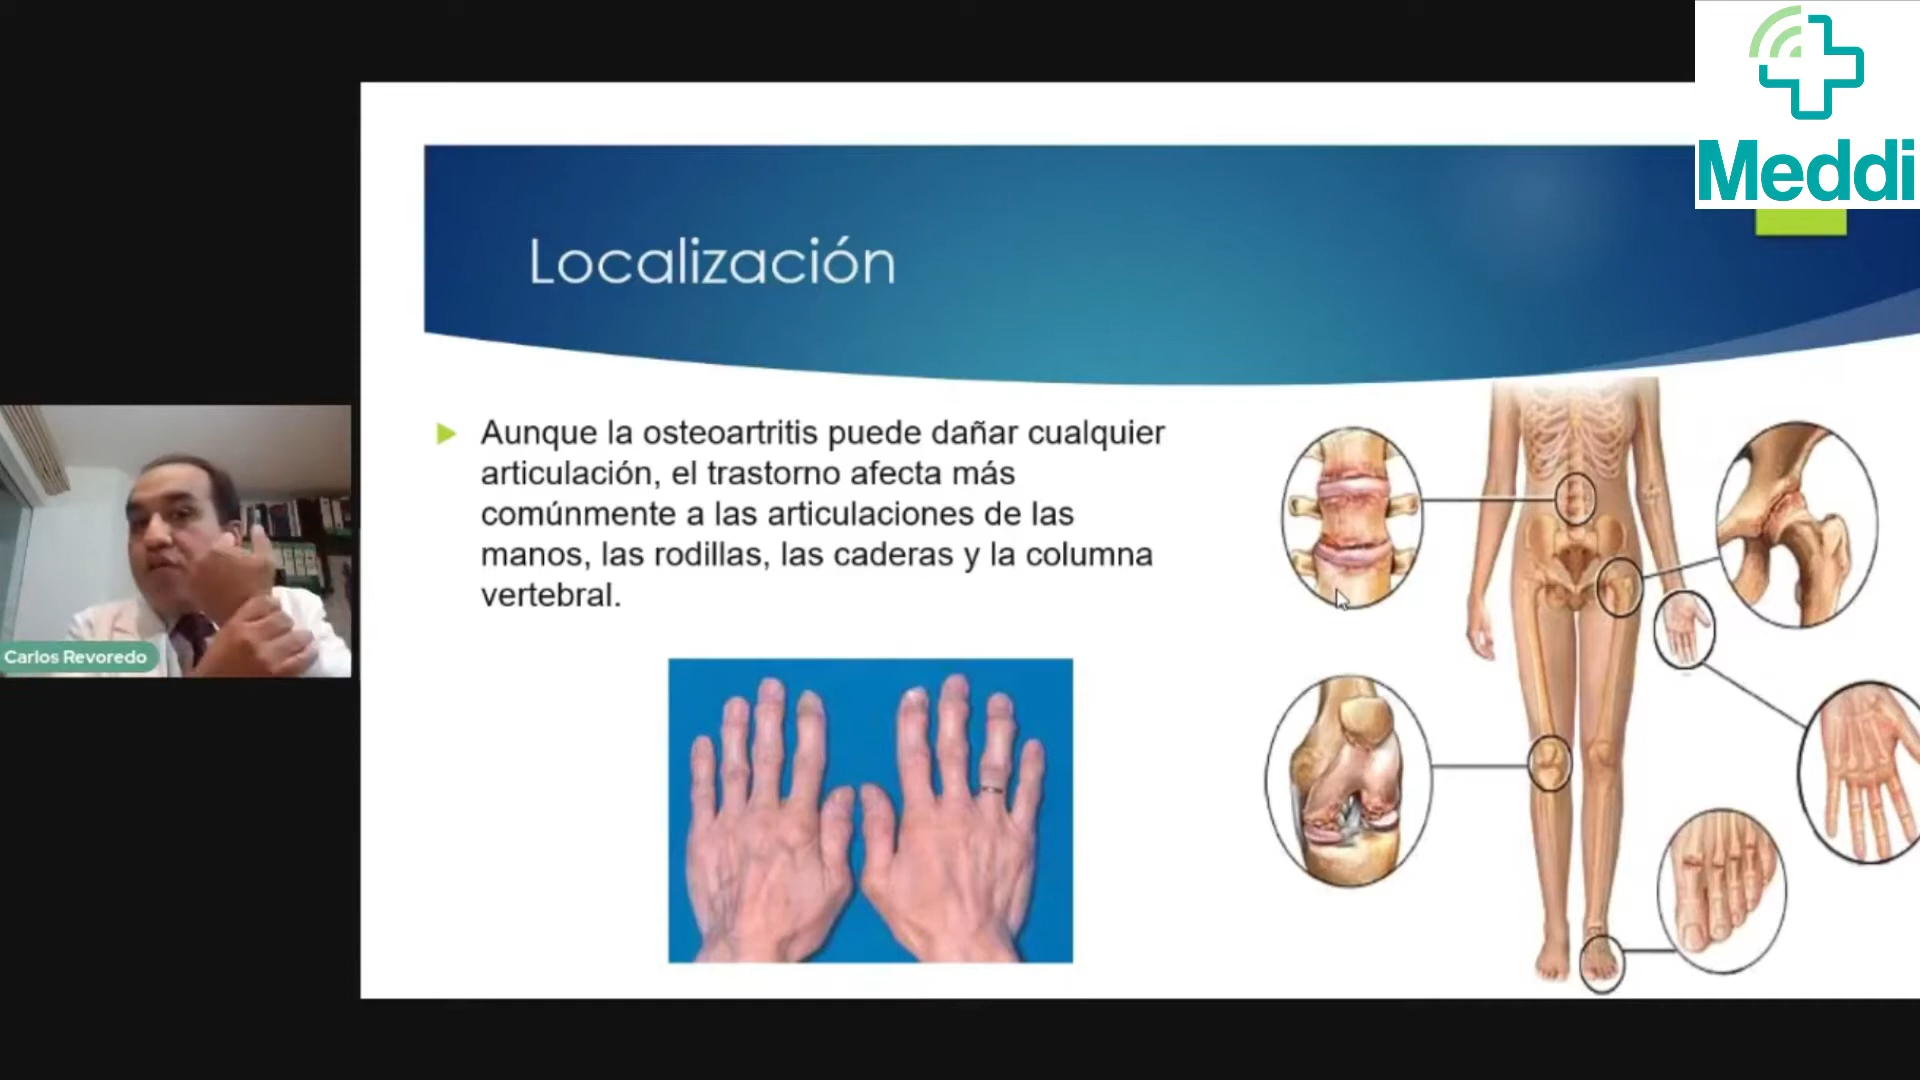 Meddi
Localización
Aunque la osteoartritis puede dañar cualquier
articulación, el trastorno afecta más
comúnmente a las articulaciones de las
manos, las rodillas, las caderas y la columna
vertebral.
Carlos Revoredo